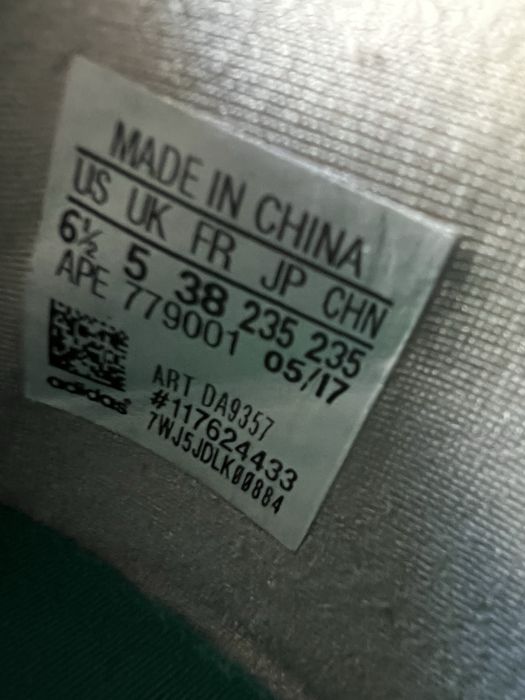 MADE IN CHINA
US UK FR JP CHN
6½ 5 38 235 235
APE 779001 05/17
ART DA9357
#117624433
7WJ5JDLK00884
adidas